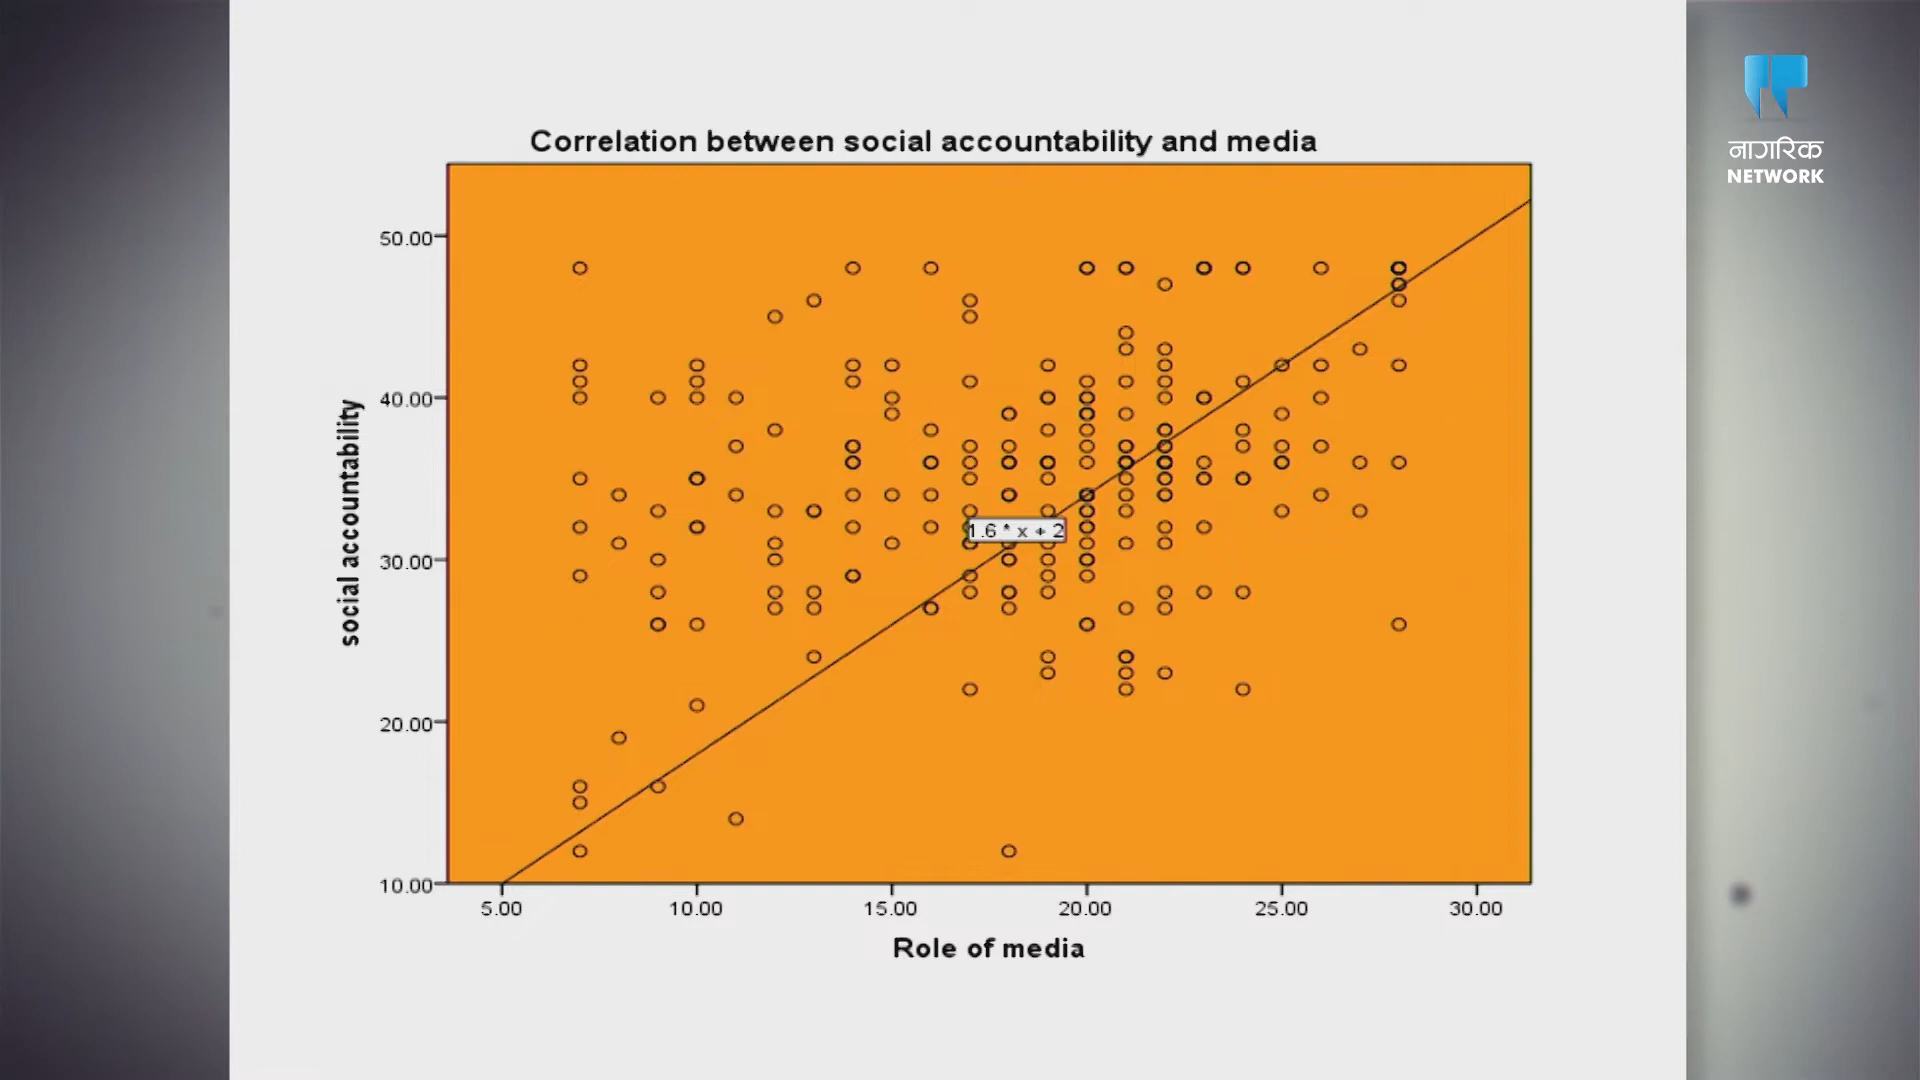 Correlation between social accountability and media
नागरिक
NETWORK
50.00
40.00
30.00
20.00
10.00
social accountability
1.6 * x + 2
5.00 10.00 15.00 20.00 25.00 30.00
Role of media